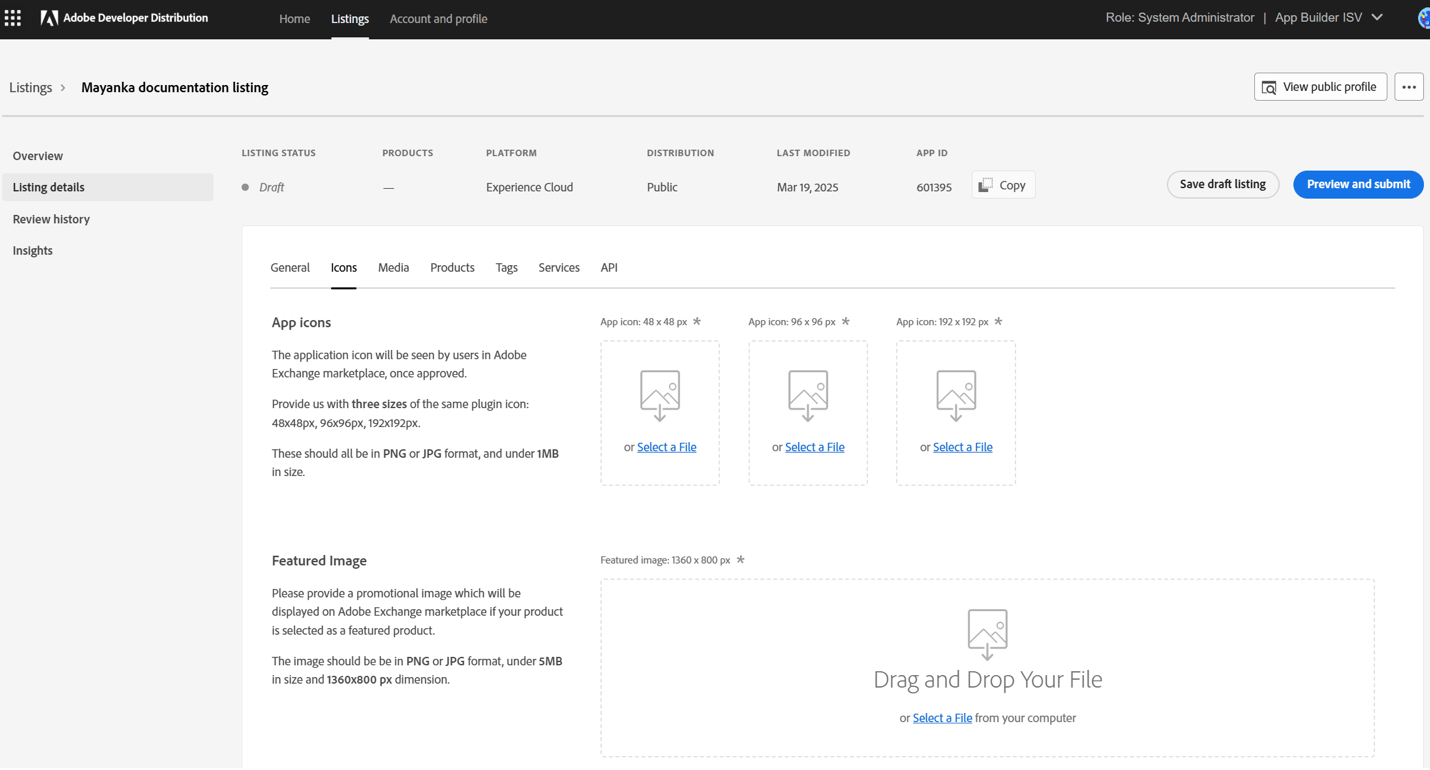 Adobe Developer Distribution
Home
Listings
Account and profile
Role: System Administrator | App Builder ISV
Listings > Mayanka documentation listing
View public profile
...
Overview
Listing details
Review history
Insights
LISTING STATUS
PRODUCTS
PLATFORM
DISTRIBUTION
LAST MODIFIED
APP ID
Draft
—
Experience Cloud
Public
Mar 19, 2025
601395
Copy
Save draft listing
Preview and submit
General
Icons
Media
Products
Tags
Services
API
App icons
The application icon will be seen by users in Adobe
Exchange marketplace, once approved.
Provide us with three sizes of the same plugin icon:
48x48px, 96x96px, 192x192px.
These should all be in PNG or JPG format, and under 1MB
in size.
App icon: 48 x 48 px *
App icon: 96 x 96 px *
App icon: 192 x 192 px *
or Select a File
or Select a File
or Select a File
Featured Image
Please provide a promotional image which will be
displayed on Adobe Exchange marketplace if your product
is selected as a featured product.
The image should be be in PNG or JPG format, under 5MB
in size and 1360x800 px dimension.
Featured image: 1360 x 800 px *
Drag and Drop Your File
or Select a File from your computer